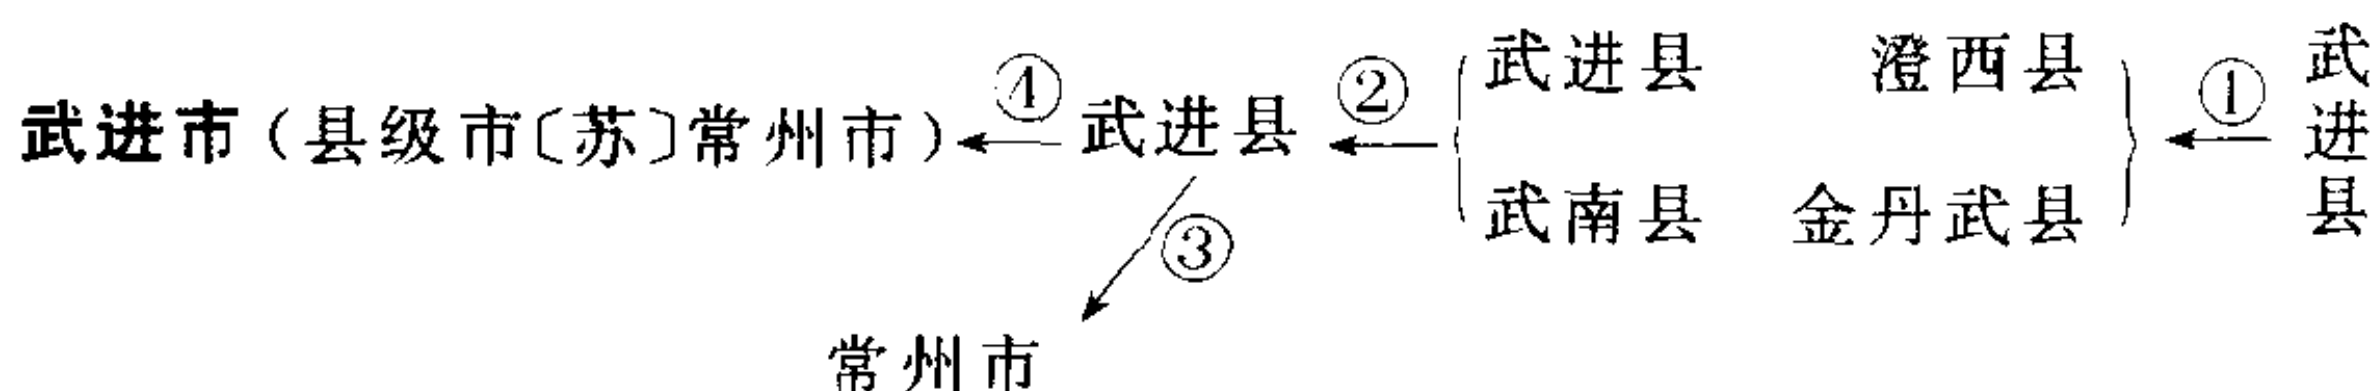 武进市(县级市〔苏〕常州市) ④ 武进县 ② 武进县 澄西县 ① 武进县
武南县 金丹武县
③
常州市